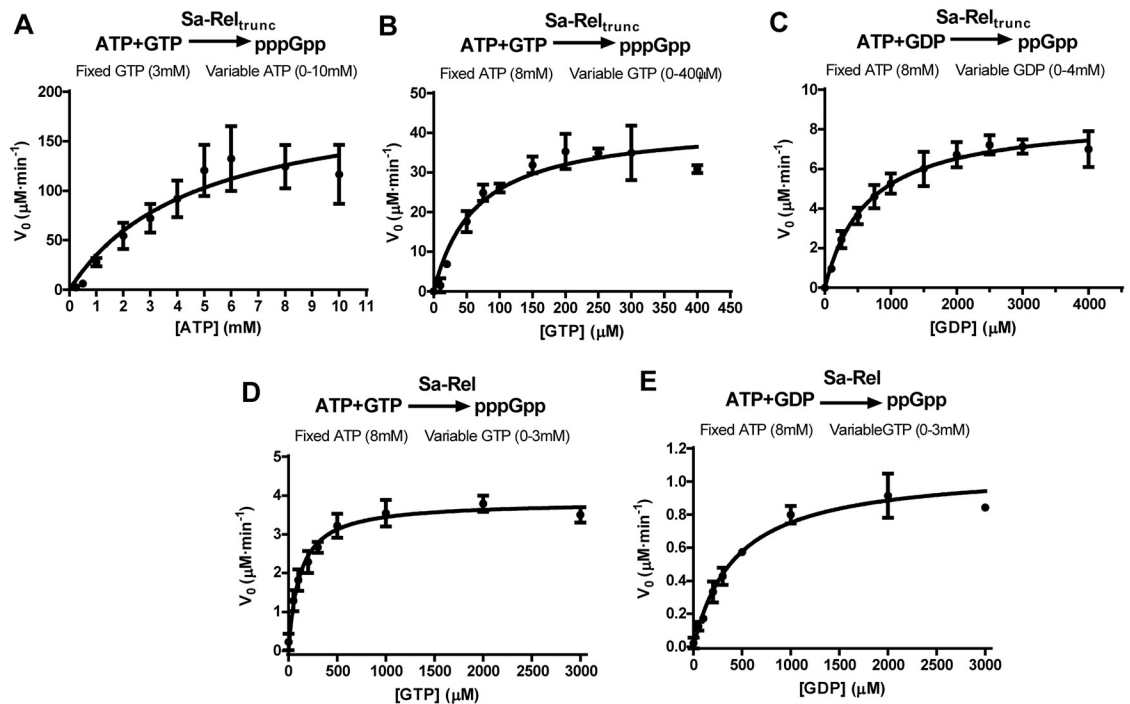 A
Sa-Rel trunc
ATP+GTP pppGpp
Fixed GTP (3mM) Variable ATP (0-10mM)
V0 (µM·min-1)
200
150
100
50
0
0 1 2 3 4 5 6 7 8 9 10 11
[ATP] (mM)
B
Sa-Rel trunc
ATP+GTP pppGpp
Fixed ATP (8mM) Variable GTP (0-400µM)
V0 (µM·min-1)
50
40
30
20
10
0
0 50 100 150 200 250 300 350 400 450
[GTP] (µM)
C
Sa-Rel trunc
ATP+GDP ppGpp
Fixed ATP (8mM) Variable GDP (0-4mM)
V0 (µM·min-1)
10
8
6
4
2
0
0 1000 2000 3000 4000
[GDP] (µM)
D
Sa-Rel
ATP+GTP pppGpp
Fixed ATP (8mM) Variable GTP (0-3mM)
V0 (µM·min-1)
5
4
3
2
1
0
0 500 1000 1500 2000 2500 3000
[GTP] (µM)
E
Sa-Rel
ATP+GDP ppGpp
Fixed ATP (8mM) VariableGTP (0-3mM)
V0 (µM·min-1)
1.2
1.0
0.8
0.6
0.4
0.2
0.0
0 500 1000 1500 2000 2500 3000
[GDP] (µM)